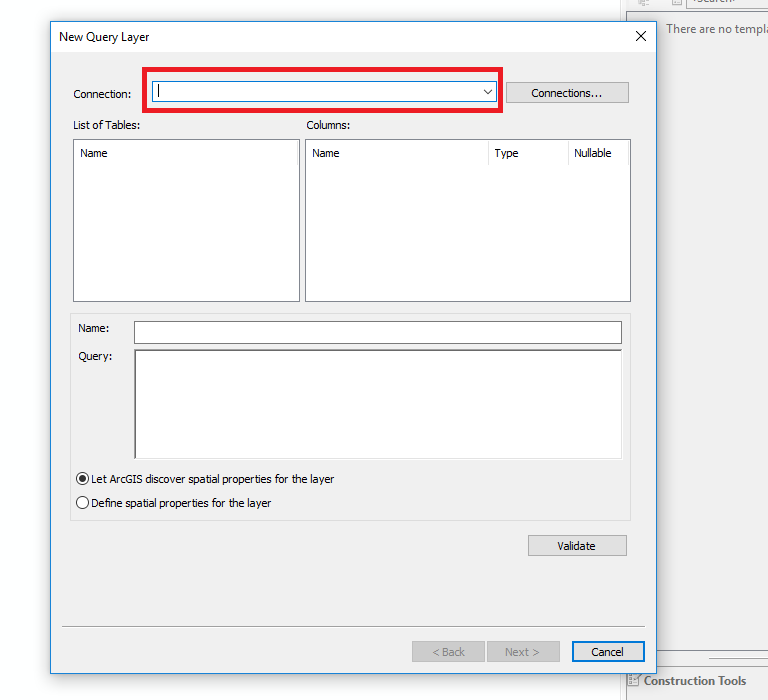 New Query Layer
There are no templa
Connection:
Connections...
List of Tables:
Columns:
Name
Name
Type
Nullable
Name:
Query:
Let ArcGIS discover spatial properties for the layer
Define spatial properties for the layer
Validate
< Back
Next >
Cancel
Construction Tools